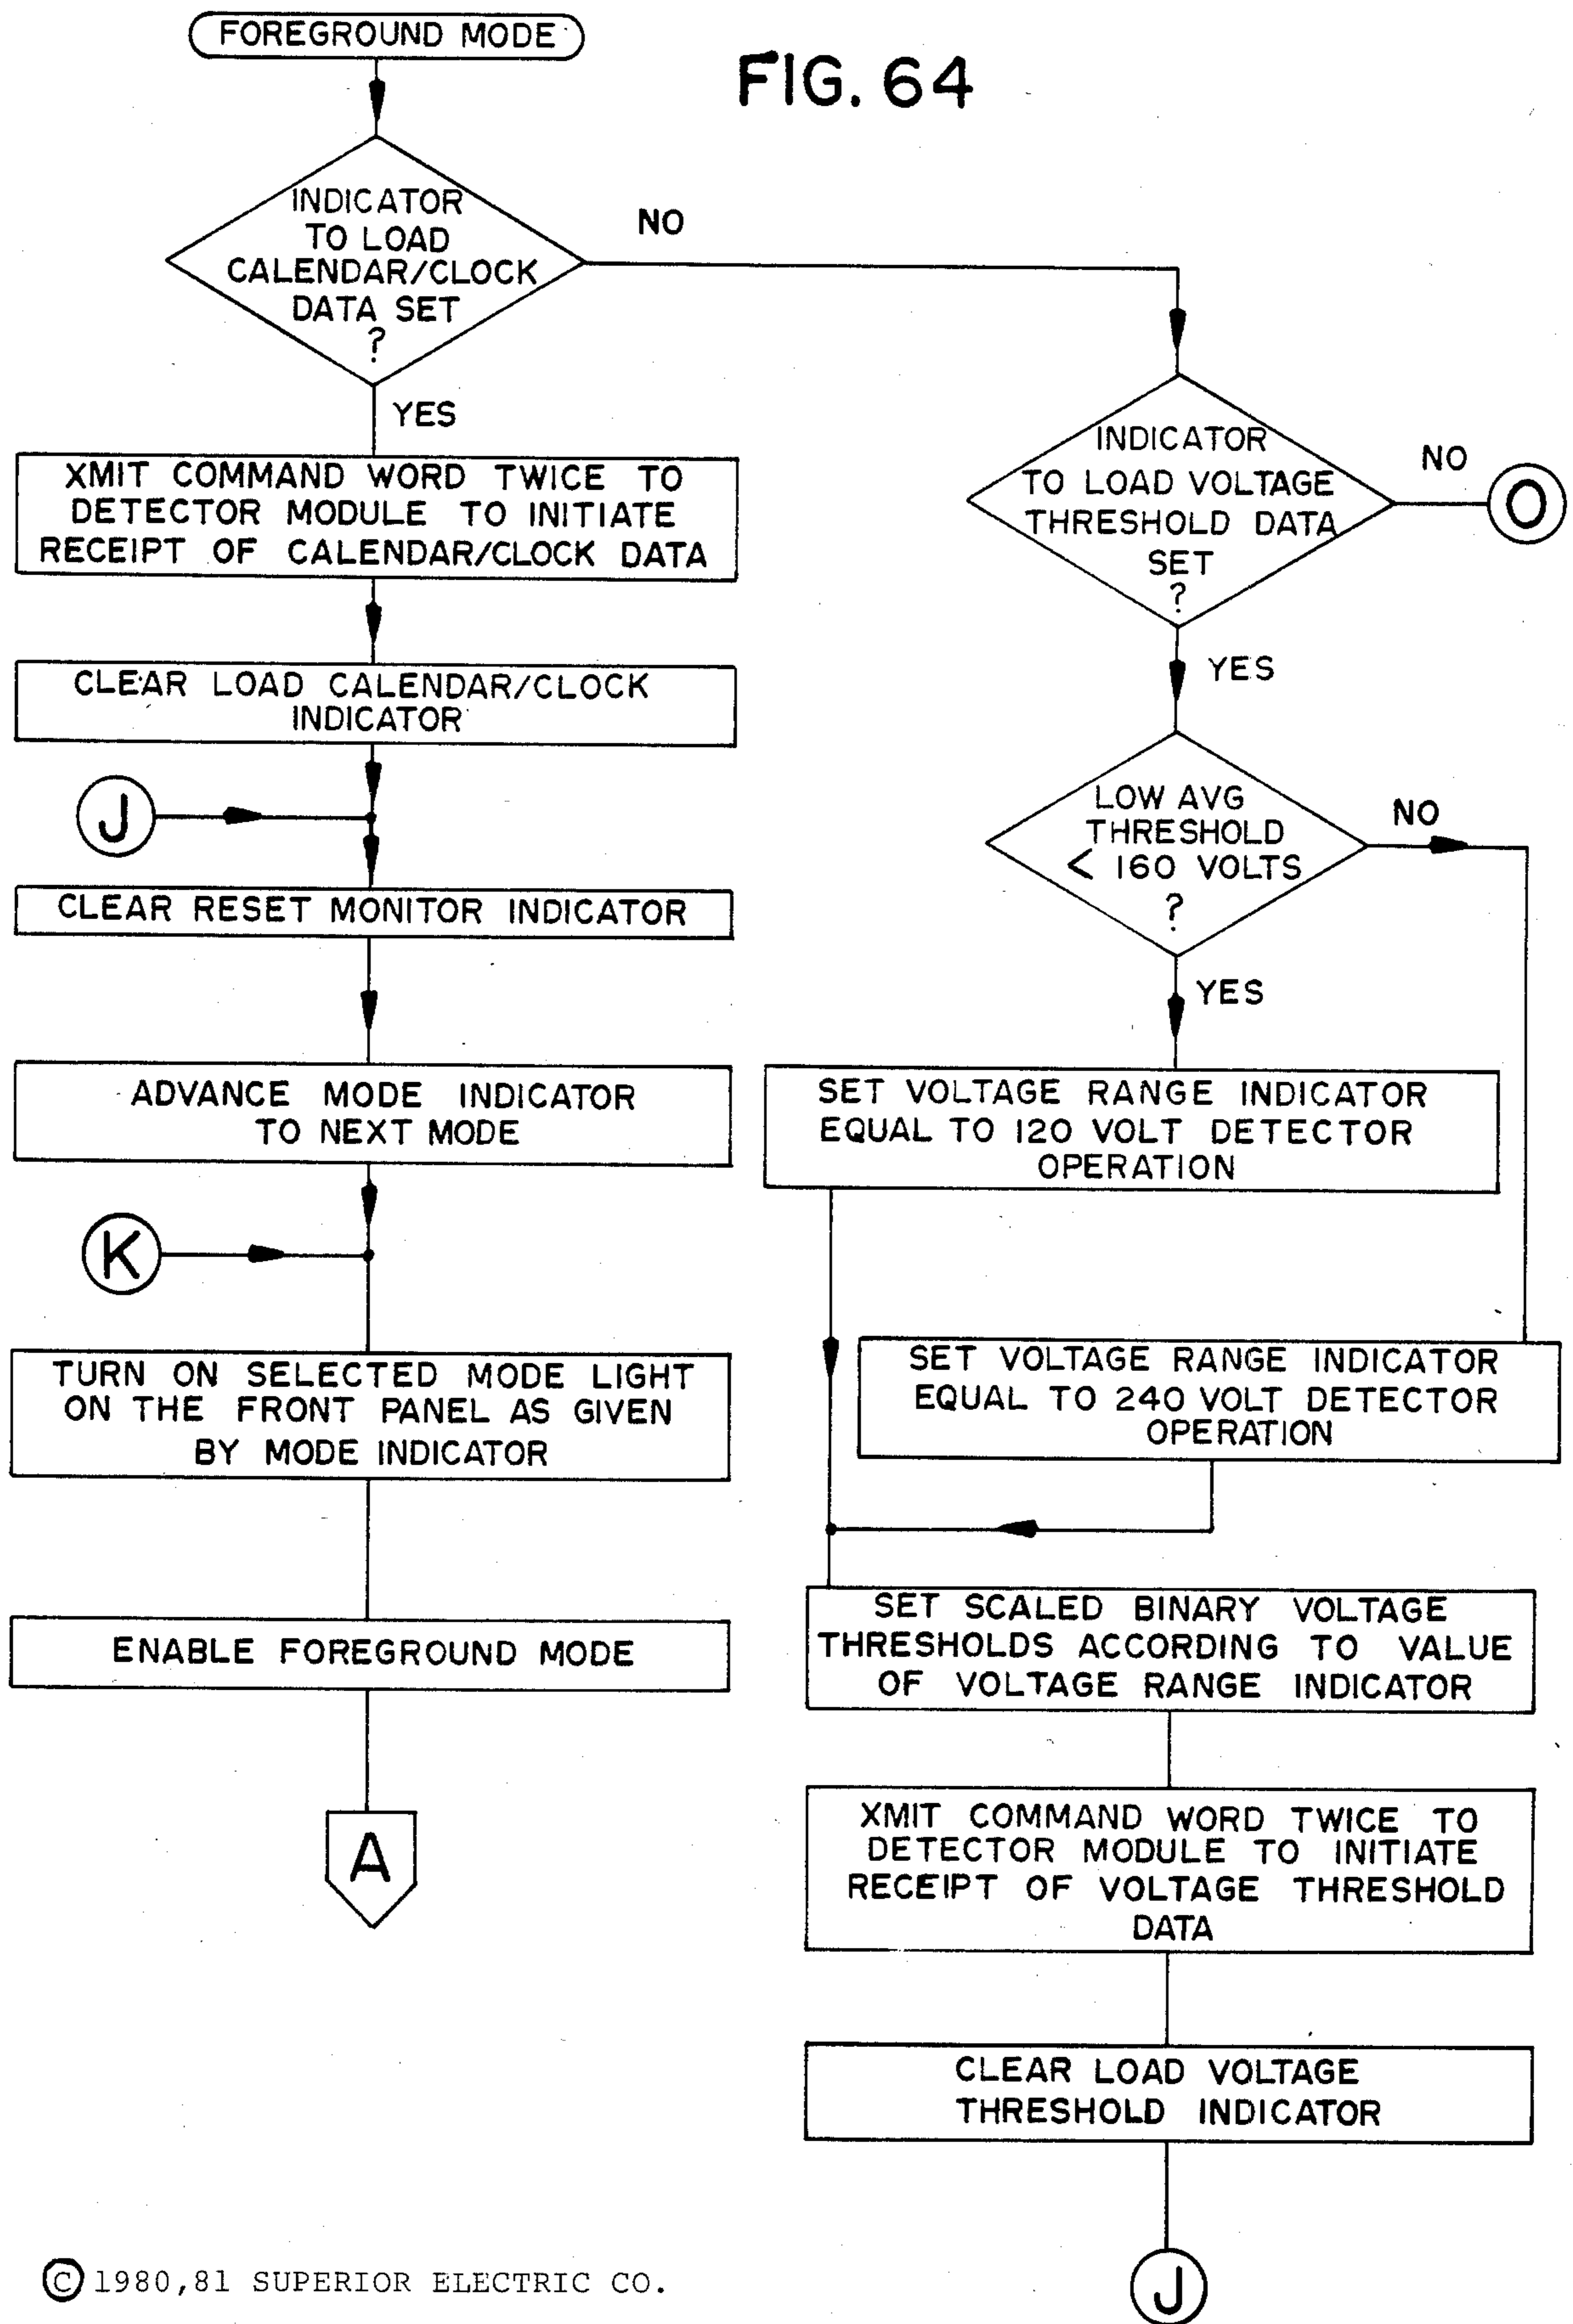 FOREGROUND MODE
FIG. 64
INDICATOR
TO LOAD
CALENDAR/CLOCK
DATA SET
?
NO
YES
XMIT COMMAND WORD TWICE TO
DETECTOR MODULE TO INITIATE
RECEIPT OF CALENDAR/CLOCK DATA
CLEAR LOAD CALENDAR/CLOCK
INDICATOR
J
CLEAR RESET MONITOR INDICATOR
ADVANCE MODE INDICATOR
TO NEXT MODE
K
TURN ON SELECTED MODE LIGHT
ON THE FRONT PANEL AS GIVEN
BY MODE INDICATOR
ENABLE FOREGROUND MODE
A
INDICATOR
TO LOAD VOLTAGE
THRESHOLD DATA
SET
?
NO
O
YES
LOW AVG
THRESHOLD
< 160 VOLTS
?
NO
YES
SET VOLTAGE RANGE INDICATOR
EQUAL TO 120 VOLT DETECTOR
OPERATION
SET VOLTAGE RANGE INDICATOR
EQUAL TO 240 VOLT DETECTOR
OPERATION
SET SCALED BINARY VOLTAGE
THRESHOLDS ACCORDING TO VALUE
OF VOLTAGE RANGE INDICATOR
XMIT COMMAND WORD TWICE TO
DETECTOR MODULE TO INITIATE
RECEIPT OF VOLTAGE THRESHOLD
DATA
CLEAR LOAD VOLTAGE
THRESHOLD INDICATOR
J
© 1980,81 SUPERIOR ELECTRIC CO.